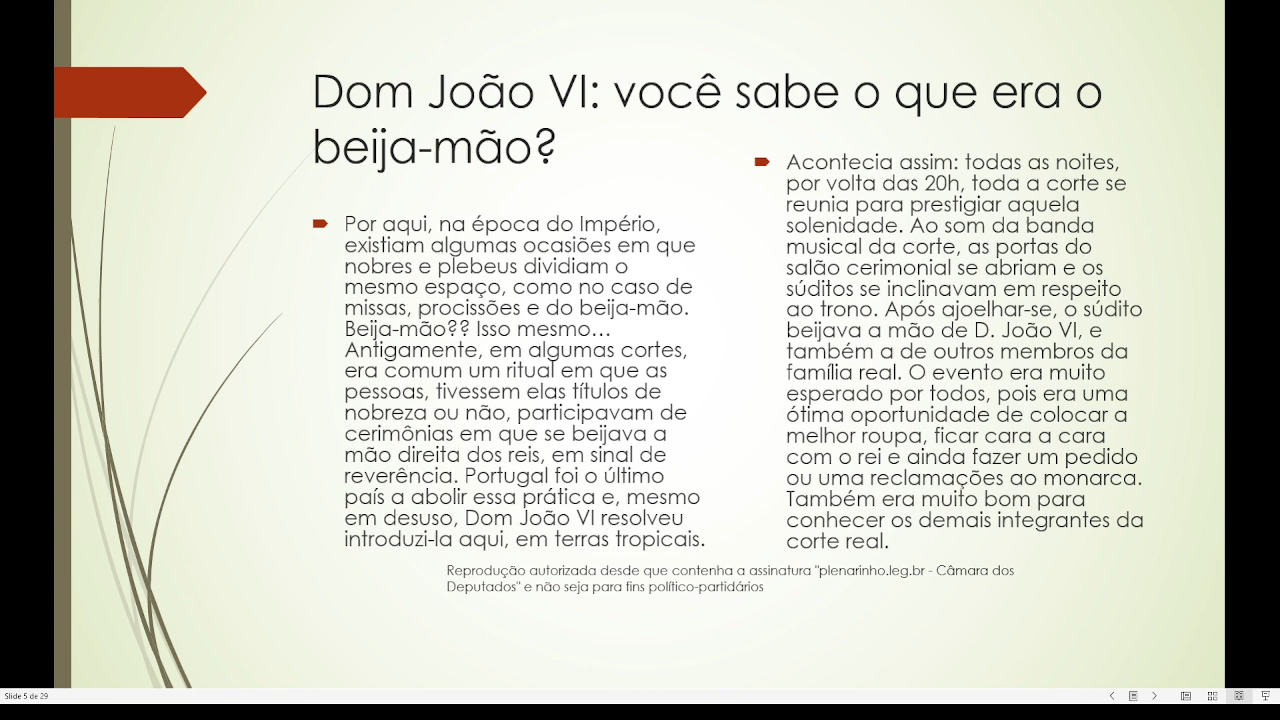 Dom João VI: você sabe o que era o
beija-mão?
Por aqui, na época do Império,
existiam algumas ocasiões em que
nobres e plebeus dividiam o
mesmo espaço, como no caso de
missas, procissões e do beija-mão.
Beija-mão?? Isso mesmo…
Antigamente, em algumas cortes,
era comum um ritual em que as
pessoas, tivessem elas títulos de
nobreza ou não, participavam de
cerimônias em que se beijava a
mão direita dos reis, em sinal de
reverência. Portugal foi o último
país a abolir essa prática e, mesmo
em desuso, Dom João VI resolveu
introduzi-la aqui, em terras tropicais.
Acontecia assim: todas as noites,
por volta das 20h, toda a corte se
reunia para prestigiar aquela
solenidade. Ao som da banda
musical da corte, as portas do
salão cerimonial se abriam e os
súditos se inclinavam em respeito
ao trono. Após ajoelhar-se, o súdito
beijava a mão de D. João VI, e
também a de outros membros da
família real. O evento era muito
esperado por todos, pois era uma
ótima oportunidade de colocar a
melhor roupa, ficar cara a cara
com o rei e ainda fazer um pedido
ou uma reclamações ao monarca.
Também era muito bom para
conhecer os demais integrantes da
corte real.
Reprodução autorizada desde que contenha a assinatura "plenarinho.leg.br - Câmara dos
Deputados" e não seja para fins político-partidários
Slide 5 de 29